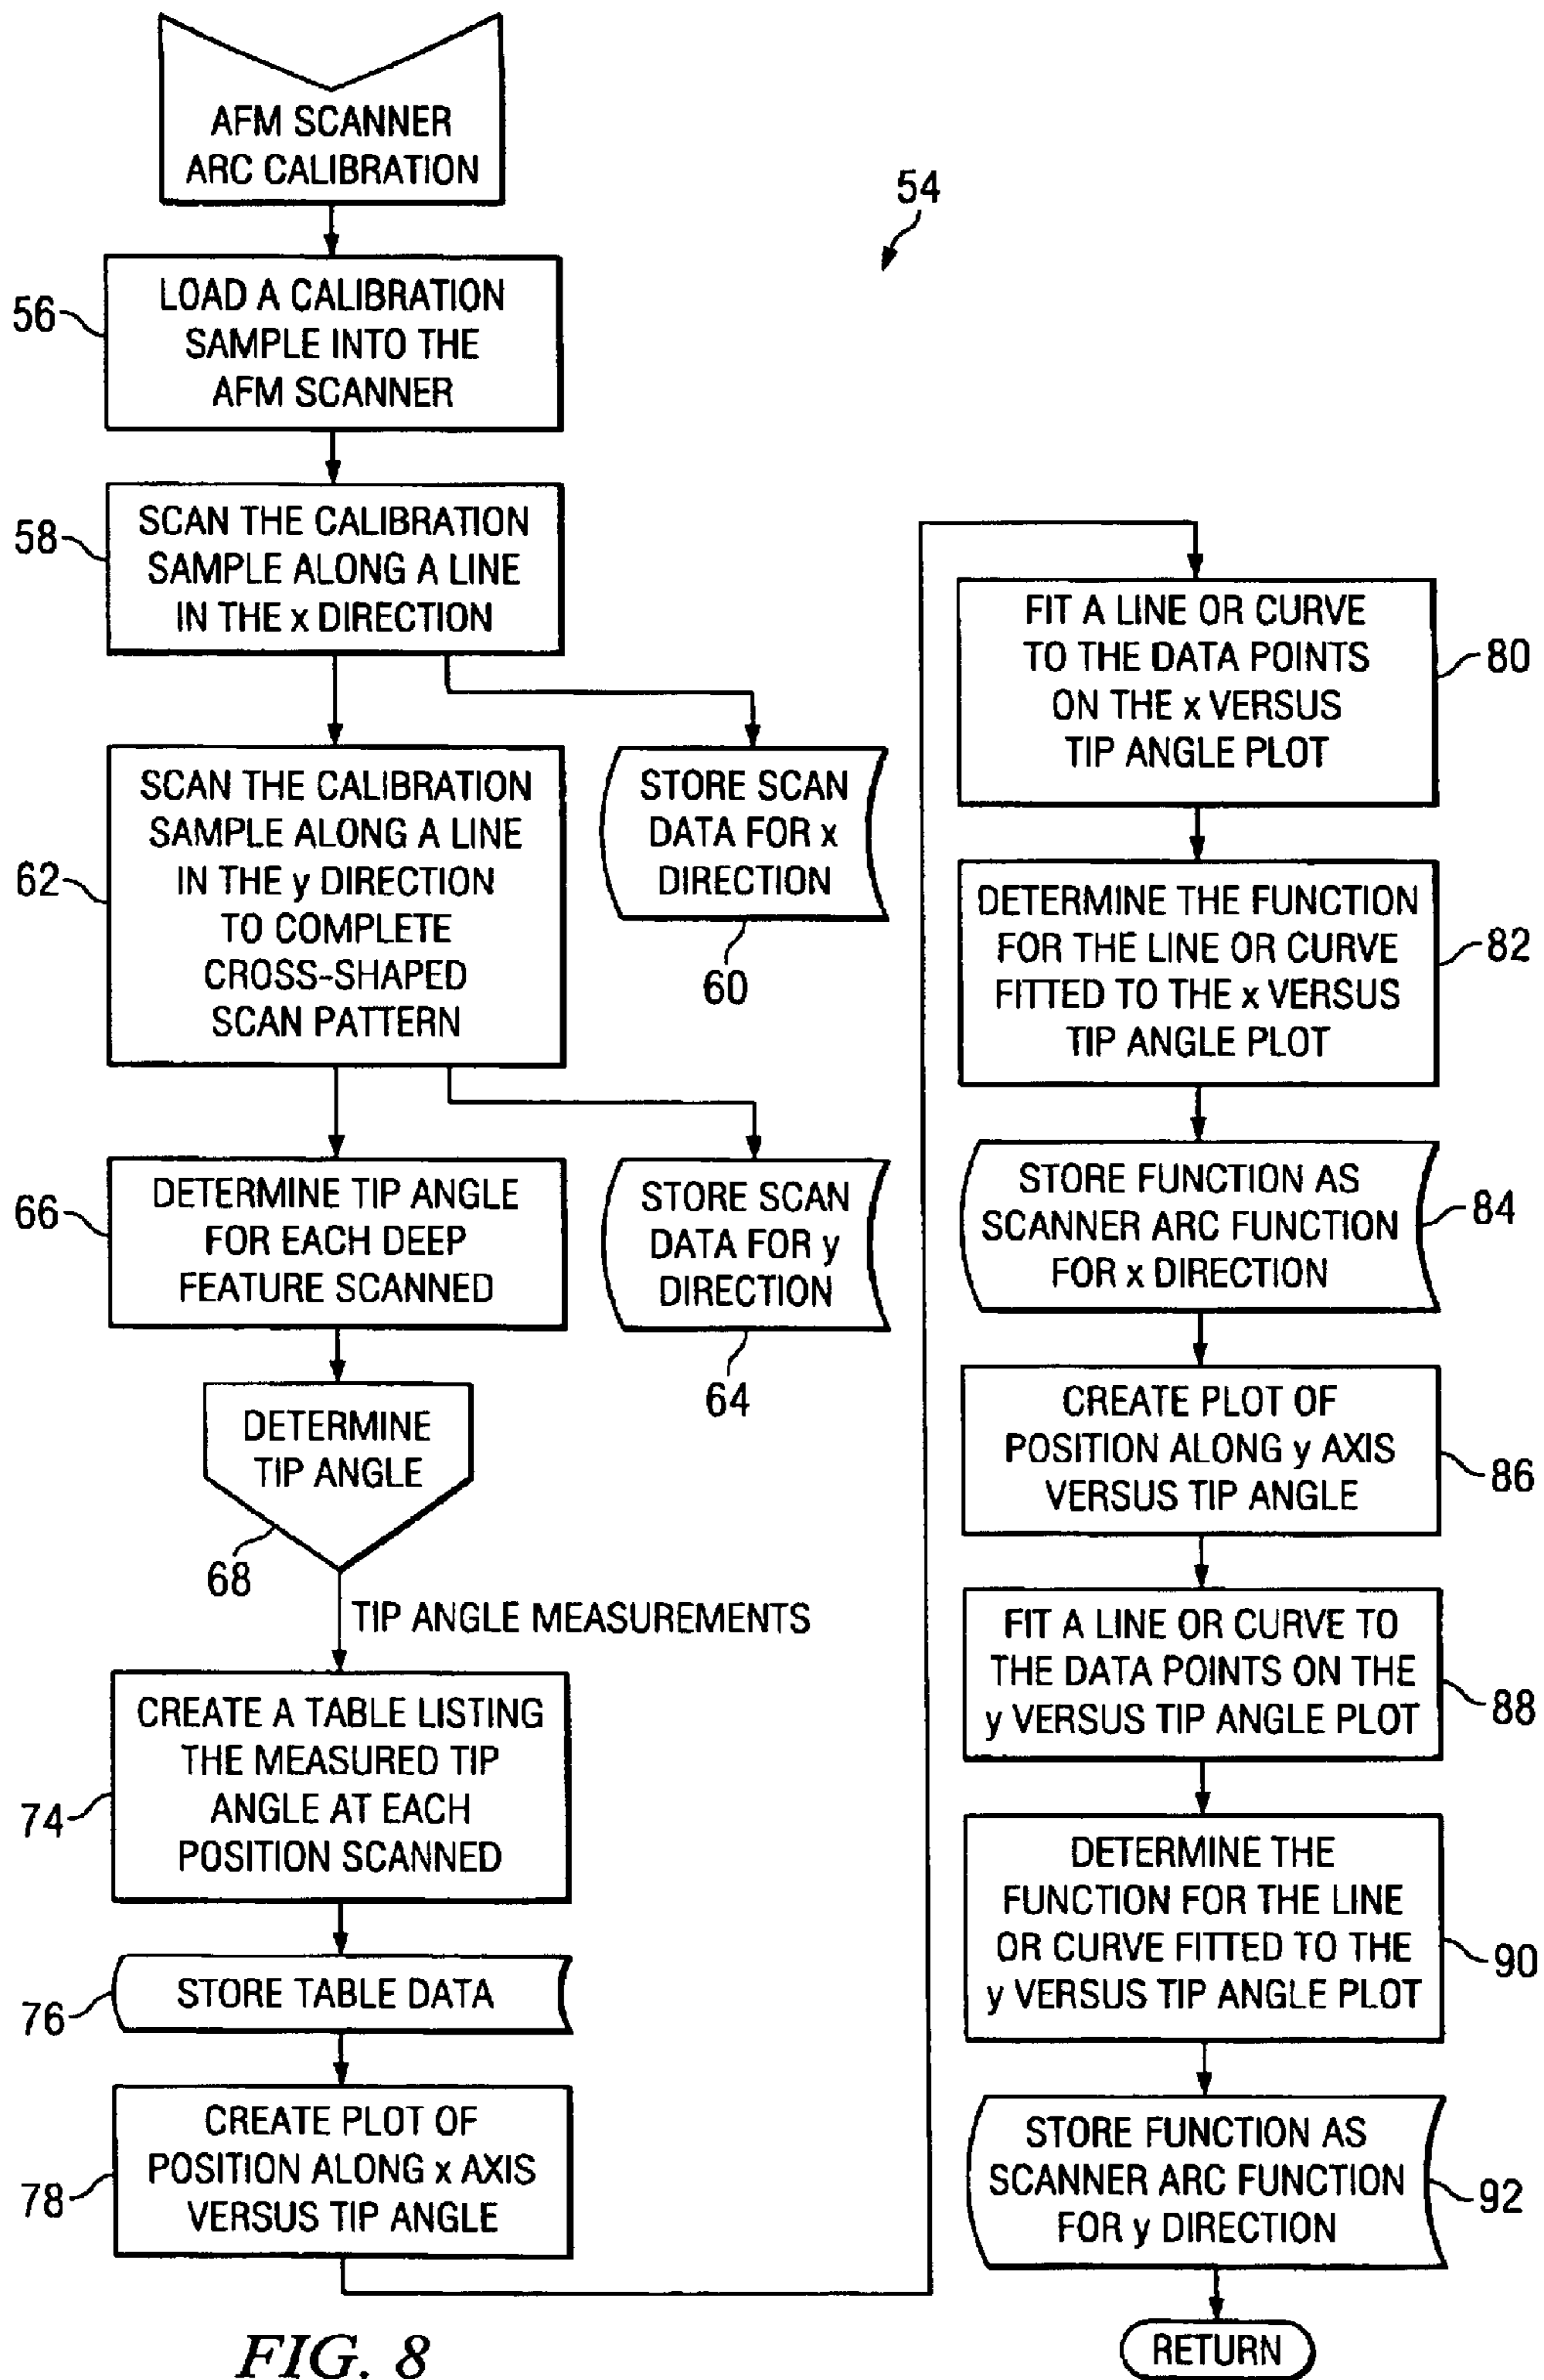 AFM SCANNER
ARC CALIBRATION
54
56
LOAD A CALIBRATION
SAMPLE INTO THE
AFM SCANNER
58
SCAN THE CALIBRATION
SAMPLE ALONG A LINE
IN THE x DIRECTION
STORE SCAN
DATA FOR x
DIRECTION
60
62
SCAN THE CALIBRATION
SAMPLE ALONG A LINE
IN THE y DIRECTION
TO COMPLETE
CROSS-SHAPED
SCAN PATTERN
STORE SCAN
DATA FOR y
DIRECTION
64
66
DETERMINE TIP ANGLE
FOR EACH DEEP
FEATURE SCANNED
DETERMINE
TIP ANGLE
68
TIP ANGLE MEASUREMENTS
74
CREATE A TABLE LISTING
THE MEASURED TIP
ANGLE AT EACH
POSITION SCANNED
76
STORE TABLE DATA
78
CREATE PLOT OF
POSITION ALONG x AXIS
VERSUS TIP ANGLE
FIT A LINE OR CURVE
TO THE DATA POINTS
ON THE x VERSUS
TIP ANGLE PLOT
80
DETERMINE THE FUNCTION
FOR THE LINE OR CURVE
FITTED TO THE x VERSUS
TIP ANGLE PLOT
82
STORE FUNCTION AS
SCANNER ARC FUNCTION
FOR x DIRECTION
84
CREATE PLOT OF
POSITION ALONG y AXIS
VERSUS TIP ANGLE
86
FIT A LINE OR CURVE TO
THE DATA POINTS ON THE
y VERSUS TIP ANGLE PLOT
88
DETERMINE THE
FUNCTION FOR THE LINE
OR CURVE FITTED TO THE
y VERSUS TIP ANGLE PLOT
90
STORE FUNCTION AS
SCANNER ARC FUNCTION
FOR y DIRECTION
92
RETURN
FIG. 8